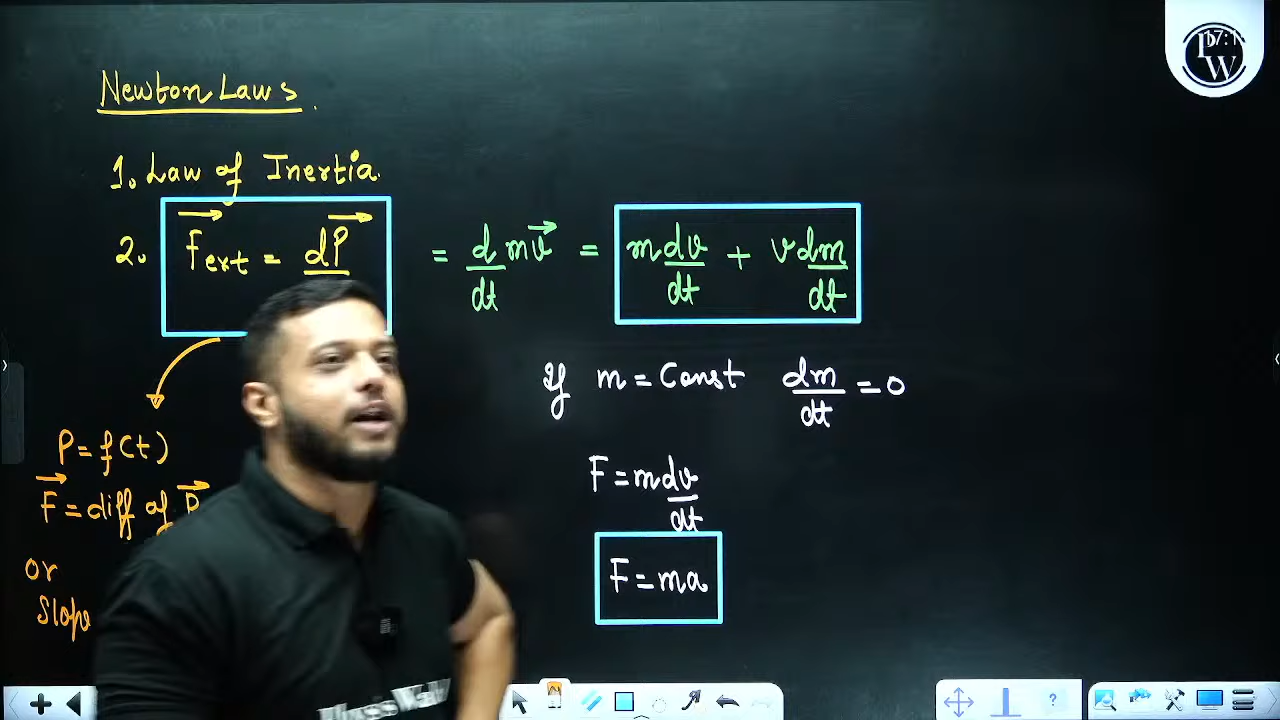 Newton Laws.
1. Law of Inertia.
2. F⃗ext = dP⃗ = d/dt mv⃗ = m dv/dt + v dm/dt
If m = Const dm/dt = 0
P = f(t)
F⃗ = diff of P⃗
or
Slope
F = m dv/dt
F = ma
PW